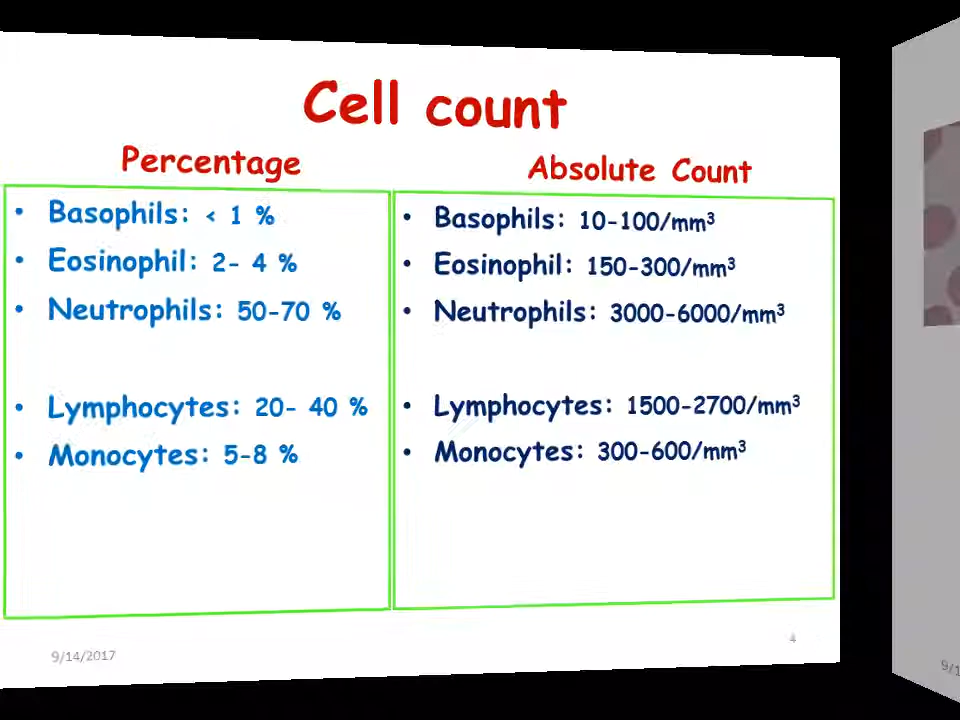 Cell count
Percentage
• Basophils: < 1 %
• Eosinophil: 2- 4 %
• Neutrophils: 50-70 %
• Lymphocytes: 20- 40 %
• Monocytes: 5-8 %
Absolute Count
• Basophils: 10-100/mm³
• Eosinophil: 150-300/mm³
• Neutrophils: 3000-6000/mm³
• Lymphocytes: 1500-2700/mm³
• Monocytes: 300-600/mm³
9/14/2017
4